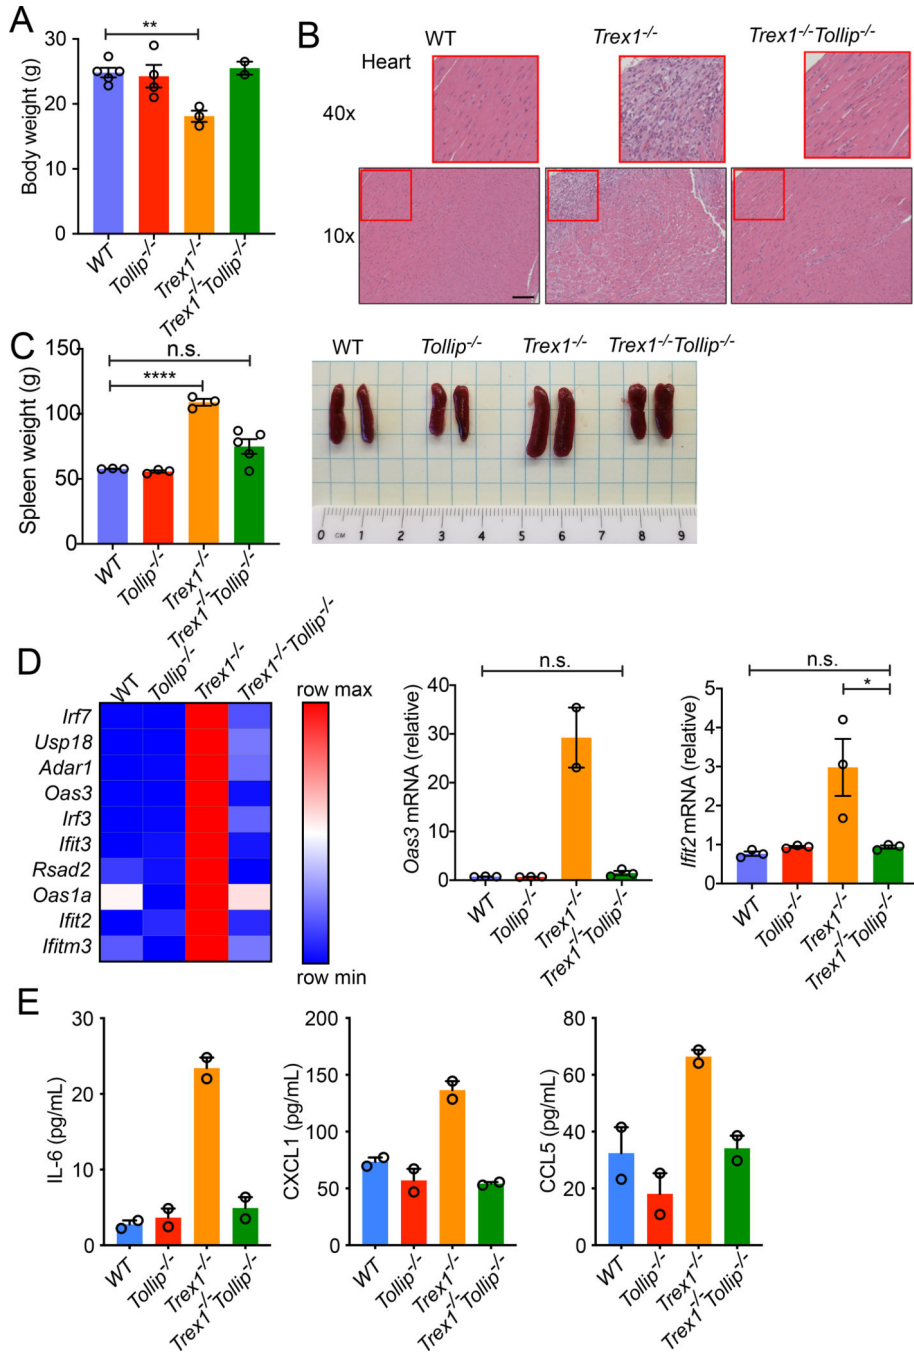 A
Body weight (g)
30
20
10
0
**
WT
Tollip-/-
Trex1-/-
Trex1-/-Tollip-/-
B
WT
Trex1-/-
Trex1-/-Tollip-/-
Heart
40x
10x
C
Spleen weight (g)
150
100
50
0
n.s.
****
WT
Tollip-/-
Trex1-/-
Trex1-/-Tollip-/-
WT
Tollip-/-
Trex1-/-
Trex1-/-Tollip-/-
0 CM 1 2 3 4 5 6 7 8 9
D
WT
Tollip-/-
Trex1-/-
Trex1-/-Tollip-/-
Irf7
Usp18
Adar1
Oas3
Irf3
Ifit3
Rsad2
Oas1a
Ifit2
Ifitm3
row max
row min
Oas3 mRNA (relative)
40
30
20
10
0
n.s.
WT
Tollip-/-
Trex1-/-
Trex1-/-Tollip-/-
Ifit2 mRNA (relative)
5
4
3
2
1
0
n.s.
*
WT
Tollip-/-
Trex1-/-
Trex1-/-Tollip-/-
E
IL-6 (pg/mL)
30
20
10
0
WT
Tollip-/-
Trex1-/-
Trex1-/-Tollip-/-
CXCL1 (pg/mL)
200
150
100
50
0
WT
Tollip-/-
Trex1-/-
Trex1-/-Tollip-/-
CCL5 (pg/mL)
80
60
40
20
0
WT
Tollip-/-
Trex1-/-
Trex1-/-Tollip-/-